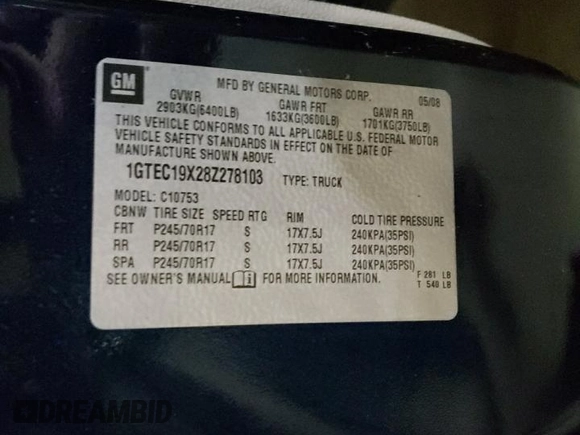 GM
MFD BY GENERAL MOTORS CORP. 05/08
GVWR GAWR FRT GAWR RR
2903KG(6400LB) 1633KG(3600LB) 1701KG(3750LB)
THIS VEHICLE CONFORMS TO ALL APPLICABLE U.S. FEDERAL MOTOR
VEHICLE SAFETY STANDARDS IN EFFECT ON THE DATE OF
MANUFACTURE SHOWN ABOVE.
1GTEC19X28Z278103 TYPE: TRUCK
MODEL: C10753
CBNW TIRE SIZE SPEED RTG RIM COLD TIRE PRESSURE
FRT P245/70R17 S 17X7.5J 240KPA(35PSI)
RR P245/70R17 S 17X7.5J 240KPA(35PSI)
SPA P245/70R17 S 17X7.5J 240KPA(35PSI)
SEE OWNER'S MANUAL FOR MORE INFORMATION.
F 281 LB
T 540 LB
DREAMBID